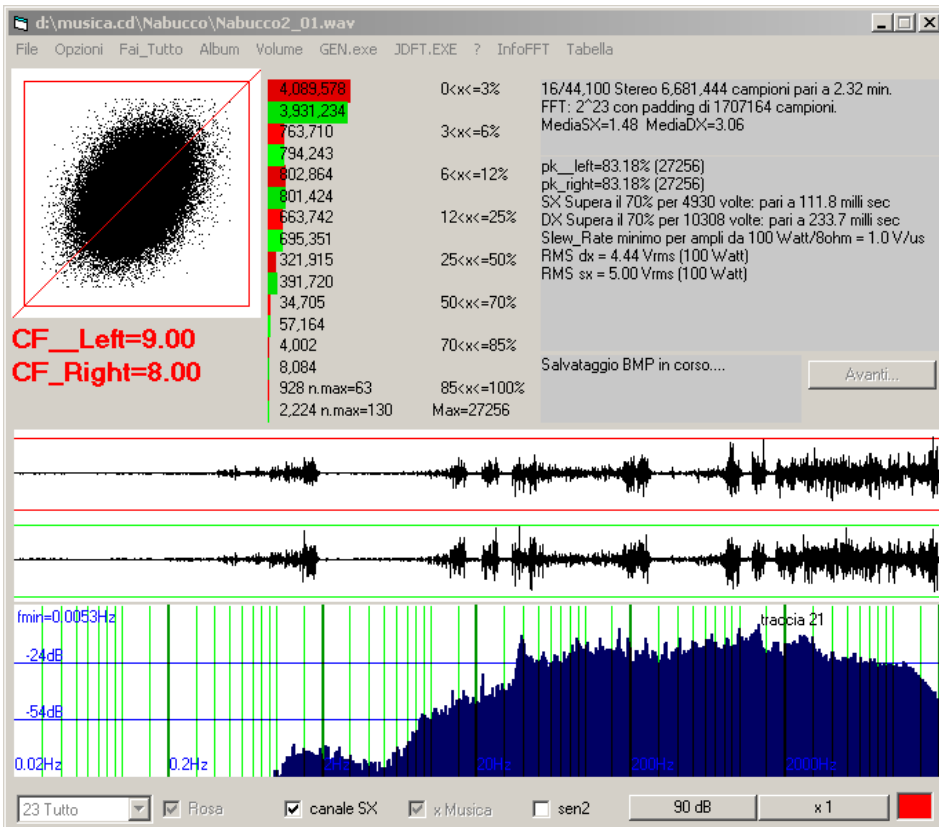 d:\musica.cd\Nabucco\Nabucco2_01.wav
File Opzioni Fai_Tutto Album Volume GEN.exe JDFT.EXE ? InfoFFT Tabella
4,089,578 0<x<=3%
3,931,234
763,710 3<x<=6%
794,243
802,864 6<x<=12%
801,424
663,742 12<x<=25%
695,351
321,915 25<x<=50%
391,720
34,705 50<x<=70%
57,164
4,002 70<x<=85%
8,084
928 n.max=63 85<x<=100%
2,224 n.max=130 Max=27256
CF__Left=9.00
CF_Right=8.00
16/44,100 Stereo 6,681,444 campioni pari a 2.32 min.
FFT: 2^23 con padding di 1707164 campioni.
MediaSX=1.48 MediaDX=3.06
pk__left=83.18% (27256)
pk_right=83.18% (27256)
SX Supera il 70% per 4930 volte: pari a 111.8 milli sec
DX Supera il 70% per 10308 volte: pari a 233.7 milli sec
Slew_Rate minimo per ampli da 100 Watt/8ohm = 1.0 V/us
RMS dx = 4.44 Vrms (100 Watt)
RMS sx = 5.00 Vrms (100 Watt)
Salvataggio BMP in corso....
Avanti...
fmin=0.0053Hz
traccia 21
-24dB
-54dB
0.02Hz 0.2Hz 2Hz 20Hz 200Hz 2000Hz
23 Tutto Rosa canale SX x Musica sen2 90 dB x 1